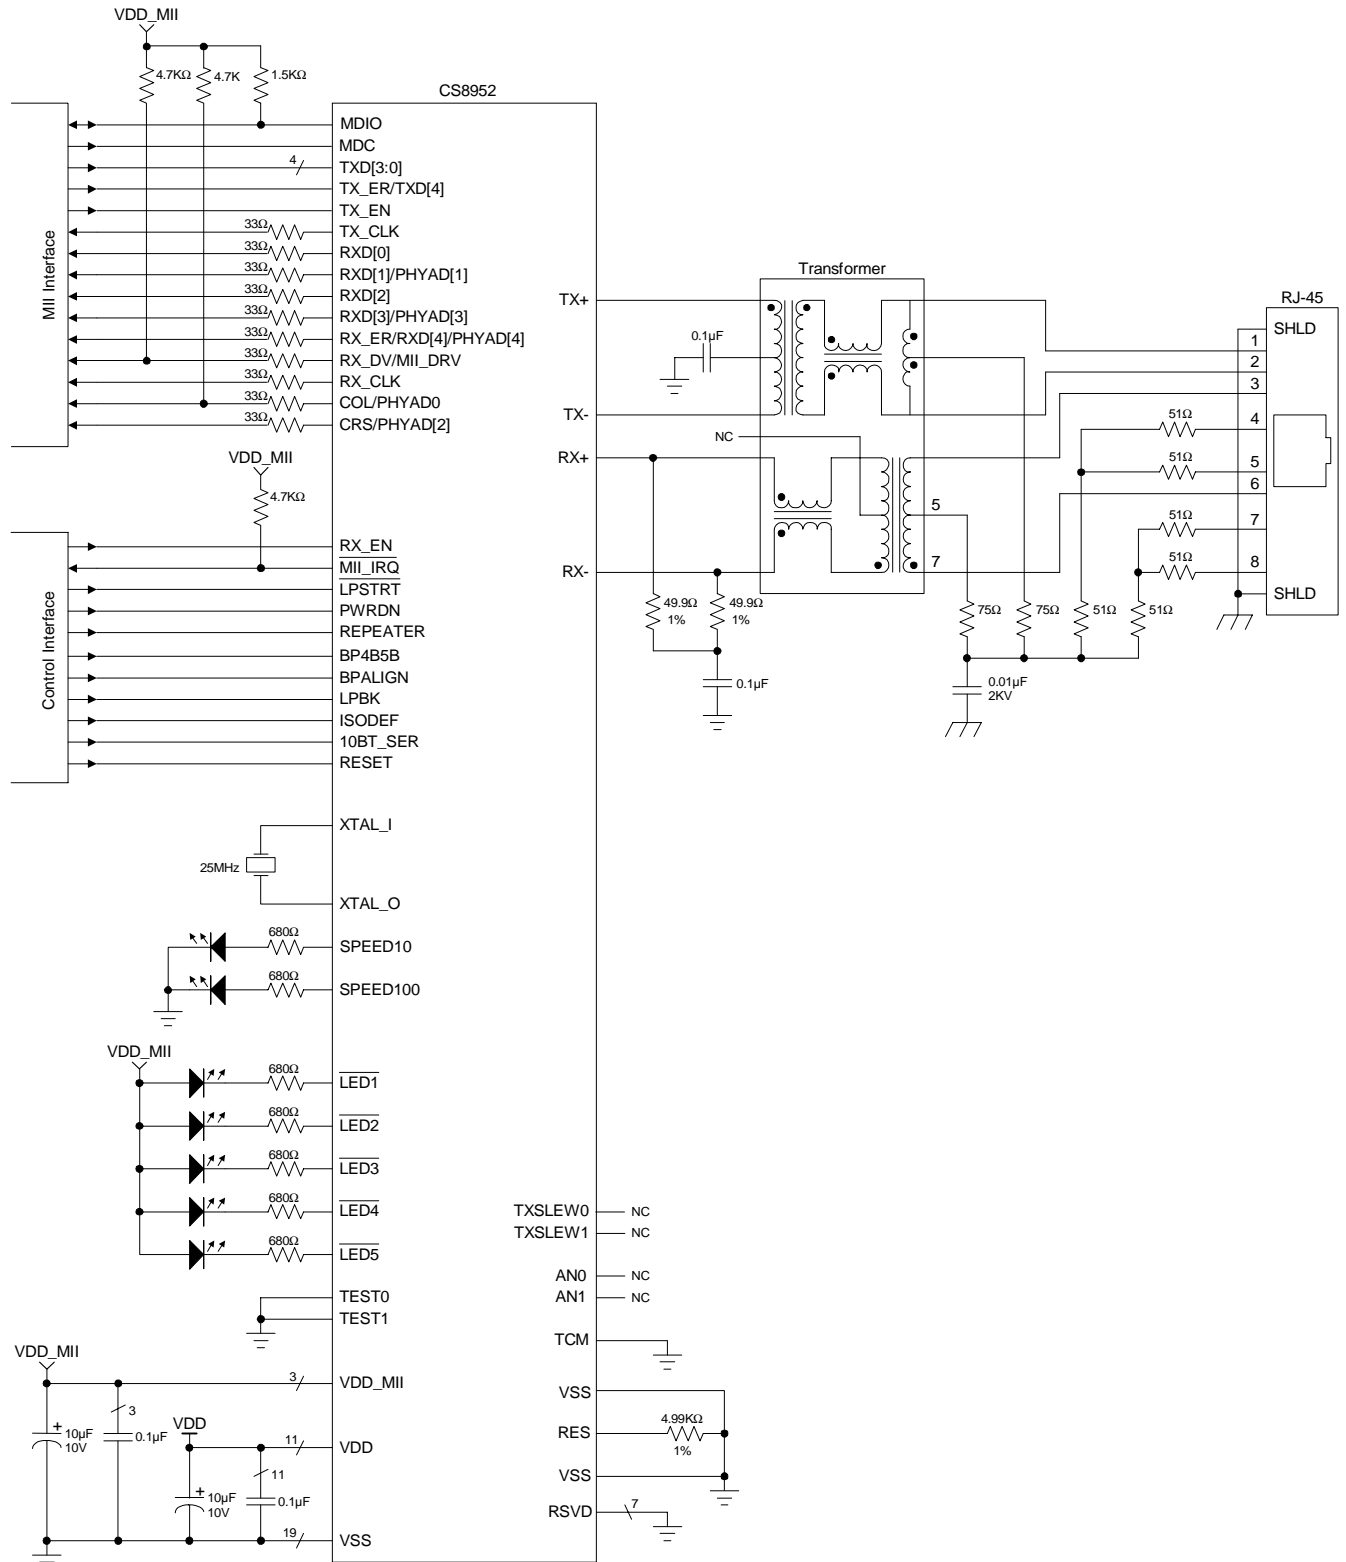 VDD_MII
4.7KΩ
4.7K
1.5KΩ
CS8952
MII Interface
MDIO
MDC
4
TXD[3:0]
TX_ER/TXD[4]
TX_EN
33Ω
TX_CLK
33Ω
RXD[0]
33Ω
RXD[1]/PHYAD[1]
33Ω
RXD[2]
33Ω
RXD[3]/PHYAD[3]
33Ω
RX_ER/RXD[4]/PHYAD[4]
33Ω
RX_DV/MII_DRV
33Ω
RX_CLK
33Ω
COL/PHYAD0
33Ω
CRS/PHYAD[2]
VDD_MII
4.7KΩ
Control Interface
RX_EN
MII_IRQ
LPSTRT
PWRDN
REPEATER
BP4B5B
BPALIGN
LPBK
ISODEF
10BT_SER
RESET
XTAL_I
25MHz
XTAL_O
680Ω
SPEED10
680Ω
SPEED100
VDD_MII
680Ω
LED1
680Ω
LED2
680Ω
LED3
680Ω
LED4
680Ω
LED5
TEST0
TEST1
VDD_MII
3
VDD_MII
3
10µF
10V
0.1µF
VDD
11
VDD
11
10µF
10V
0.1µF
19
VSS
TX+
TX-
RX+
RX-
0.1µF
NC
Transformer
5
7
49.9Ω
1%
49.9Ω
1%
0.1µF
75Ω
75Ω
51Ω
51Ω
0.01µF
2KV
RJ-45
SHLD
1
2
3
51Ω
4
51Ω
5
6
51Ω
7
51Ω
8
SHLD
TXSLEW0
NC
TXSLEW1
NC
AN0
NC
AN1
NC
TCM
VSS
RES
4.99KΩ
1%
VSS
RSVD
7